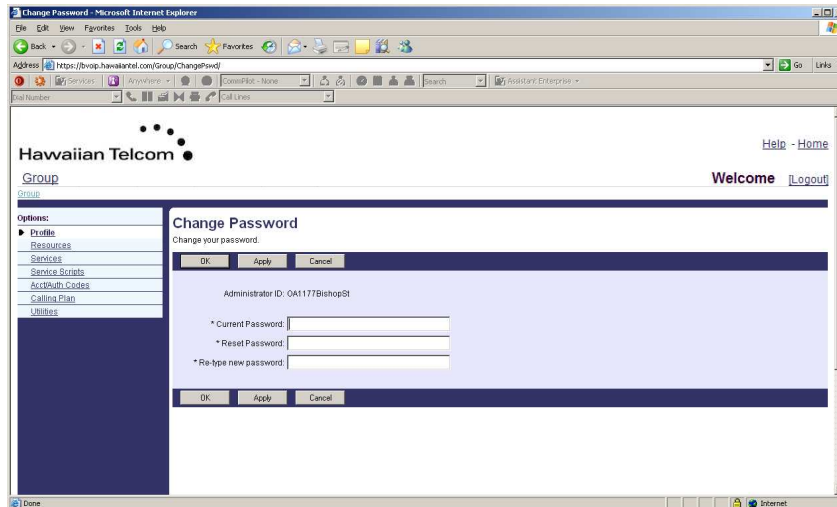 Change Password - Microsoft Internet Explorer
File Edit View Favorites Tools Help
Back Search Favorites
Address https://bvoip.hawaiiantel.com/Group/ChangePswd/ Go Links
Services Anywhere CommPilot - None Search Assistant Enterprise
Dial Number Call Lines
Hawaiian Telcom
Help - Home
Group Welcome [Logout]
Group
Options:
Profile
Resources
Services
Service Scripts
Acct/Auth Codes
Calling Plan
Utilities
Change Password
Change your password.
OK Apply Cancel
Administrator ID: OA1177BishopSt
* Current Password:
* Reset Password:
* Re-type new password:
OK Apply Cancel
Done Internet